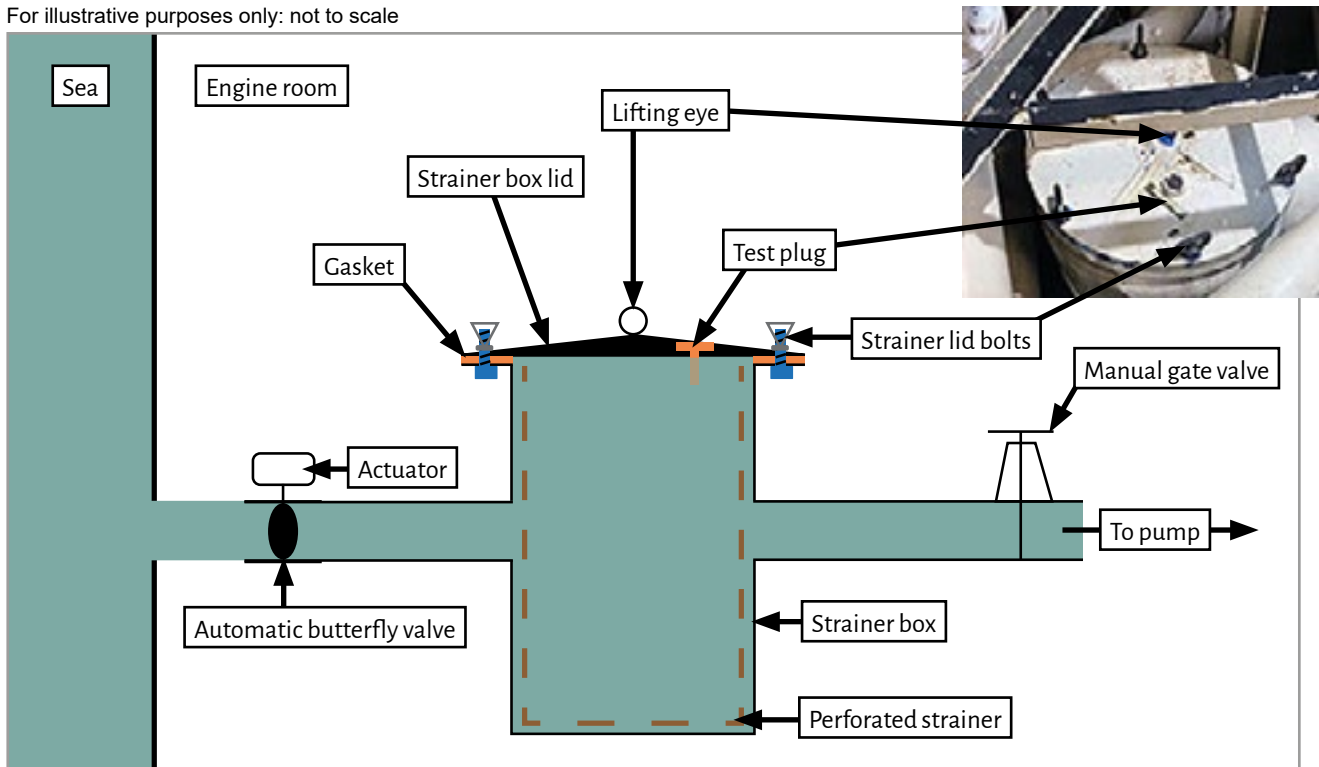 For illustrative purposes only: not to scale
Sea
Engine room
Lifting eye
Strainer box lid
Gasket
Test plug
Strainer lid bolts
Manual gate valve
Actuator
To pump
Automatic butterfly valve
Strainer box
Perforated strainer